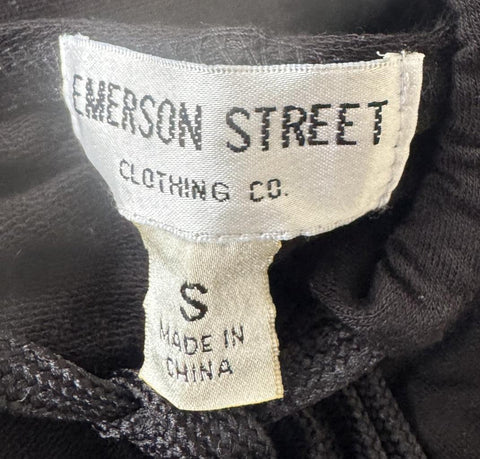 EMERSON STREET
CLOTHING CO.
S
MADE IN
CHINA